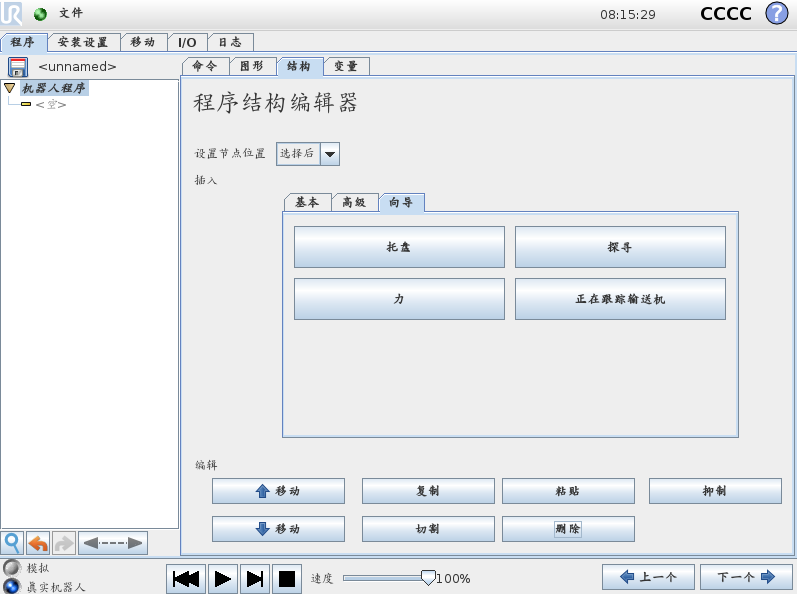 UR 文件 08:15:29 CCCC ?
程序 安装设置 移动 I/O 日志
<unnamed> 命令 图形 结构 变量
机器人程序
<空>
程序结构编辑器
设置节点位置 选择后
插入
基本 高级 向导
托盘 探寻
力 正在跟踪输送机
编辑
移动 复制 粘贴 抑制
移动 切割 删除
模拟
真实机器人
速度 100% 上一个 下一个